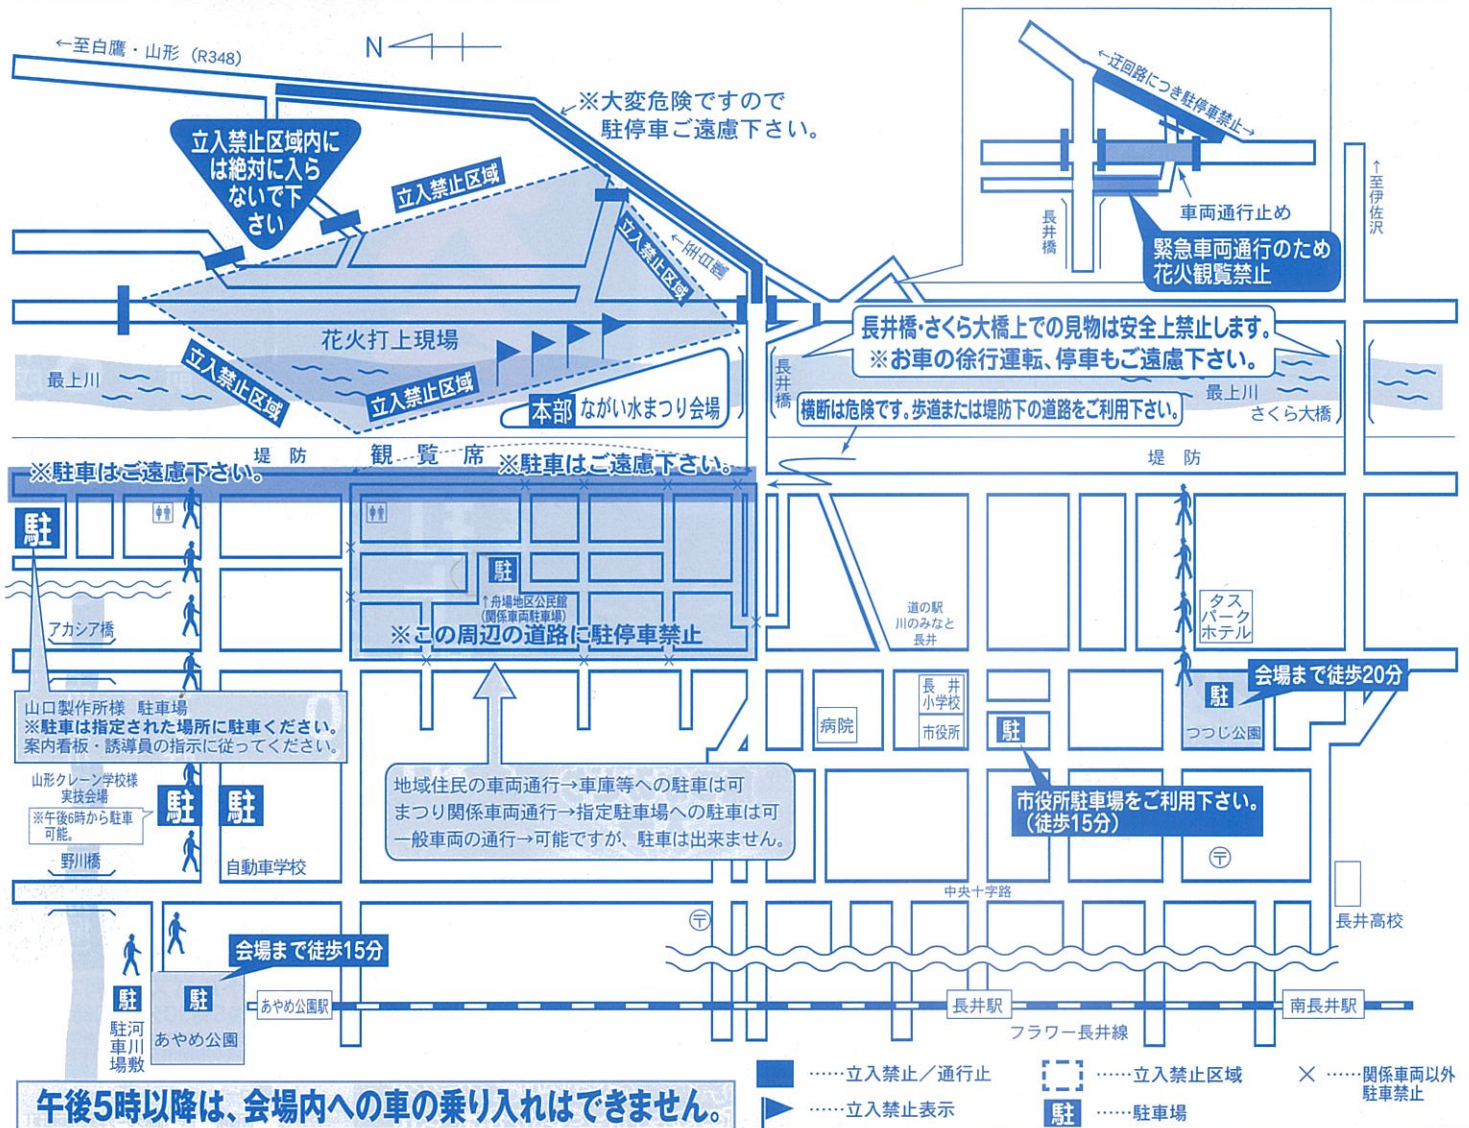 ←至白鷹・山形 (R348)
N
※大変危険ですので
駐停車ご遠慮下さい。
立入禁止区域内に
は絶対に入ら
ないで下
さい
立入禁止区域
立入禁止区域
←至白鷹
花火打上現場
立入禁止区域
立入禁止区域
最上川
本部 ながい水まつり会場
長井橋
←迂回路につき駐停車禁止→
長井橋
車両通行止め
緊急車両通行のため
花火観覧禁止
↑至伊佐沢
長井橋・さくら大橋上での見物は安全上禁止します。
※お車の徐行運転、停車もご遠慮下さい。
最上川
さくら大橋
横断は危険です。歩道または堤防下の道路をご利用下さい。
堤防
観覧席
堤防
※駐車はご遠慮下さい。
※駐車はご遠慮下さい。
駐
駐
↑舟場地区公民館
(関係車両駐車場)
※この周辺の道路に駐停車禁止
アカシア橋
道の駅
川のみなと
長井
タス
パーク
ホテル
山口製作所様 駐車場
※駐車は指定された場所に駐車ください。
案内看板・誘導員の指示に従ってください。
会場まで徒歩20分
駐
つつじ公園
長井
小学校
市役所
病院
駐
市役所駐車場をご利用下さい。
(徒歩15分)
地域住民の車両通行→車庫等への駐車は可
まつり関係車両通行→指定駐車場への駐車は可
一般車両の通行→可能ですが、駐車は出来ません。
山形クレーン学校様
実技会場
※午後6時から駐車
可能。
駐
駐
野川橋
自動車学校
〒
中央十字路
〒
長井高校
会場まで徒歩15分
駐
駐
河川敷
駐車場
あやめ公園
あやめ公園駅
長井駅
フラワー長井線
南長井駅
午後5時以降は、会場内への車の乗り入れはできません。
……立入禁止／通行止
……立入禁止区域
×……関係車両以外
駐車禁止
……立入禁止表示
駐……駐車場